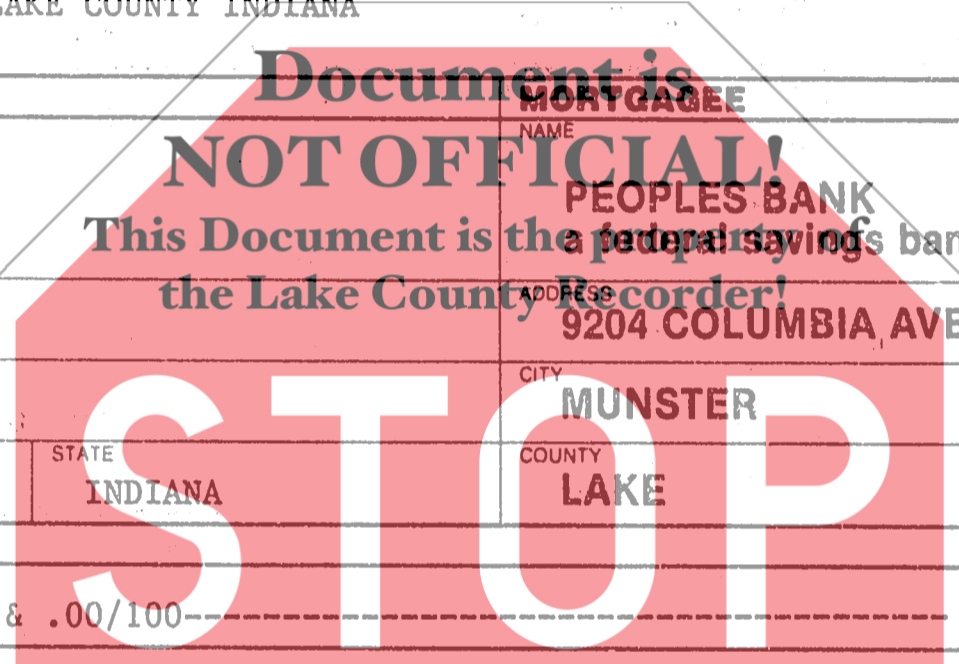 LAKE COUNTY INDIANA
Document is
MORTGAGEE
NAME
NOT OFFICIAL!
PEOPLES BANK
This Document is the property of
a federal savings ban
the Lake County Recorder!
ADDRESS
9204 COLUMBIA AVE
CITY
MUNSTER
STATE
COUNTY
INDIANA
LAKE
STOP
& .00/100